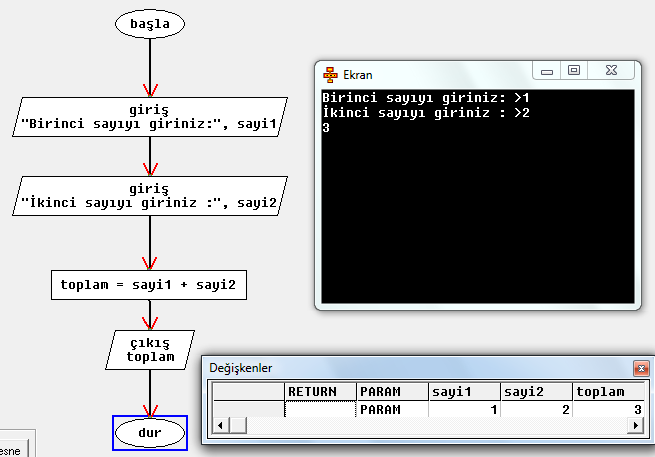 başla
giriş
"Birinci sayıyı giriniz:", sayi1
giriş
"İkinci sayıyı giriniz :", sayi2
toplam = sayi1 + sayi2
çıkış
toplam
dur
Ekran
Birinci sayıyı giriniz: >1
İkinci sayıyı giriniz : >2
3
Değişkenler
RETURN PARAM sayi1 sayi2 toplam
PARAM 1 2 3
esne